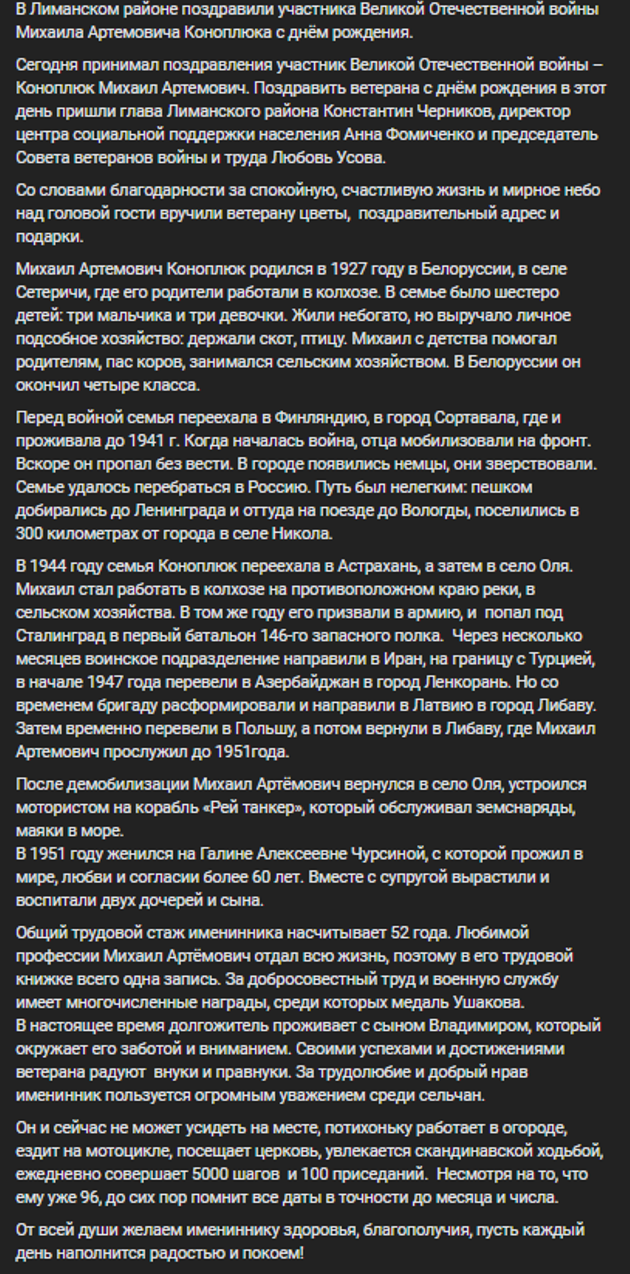 В Лиманском районе поздравили участника Великой Отечественной войны
Михаила Артемовича Коноплюка с днём рождения.
Сегодня принимал поздравления участник Великой Отечественной войны –
Коноплюк Михаил Артемович. Поздравить ветерана с днём рождения в этот
день пришли глава Лиманского района Константин Черников, директор
центра социальной поддержки населения Анна Фомиченко и председатель
Совета ветеранов войны и труда Любовь Усова.
Со словами благодарности за спокойную, счастливую жизнь и мирное небо
над головой гости вручили ветерану цветы,  поздравительный адрес и
подарки.
Михаил Артемович Коноплюк родился в 1927 году в Белоруссии, в селе
Сетеричи, где его родители работали в колхозе. В семье было шестеро
детей: три мальчика и три девочки. Жили небогато, но выручало личное
подсобное хозяйство: держали скот, птицу. Михаил с детства помогал
родителям, пас коров, занимался сельским хозяйством. В Белоруссии он
окончил четыре класса.
Перед войной семья переехала в Финляндию, в город Сортавала, где и
проживала до 1941 г. Когда началась война, отца мобилизовали на фронт.
Вскоре он пропал без вести. В городе появились немцы, они зверствовали.
Семье удалось перебраться в Россию. Путь был нелегким: пешком
добирались до Ленинграда и оттуда на поезде до Вологды, поселились в
300 километрах от города в селе Никола.
В 1944 году семья Коноплюк переехала в Астрахань, а затем в село Оля.
Михаил стал работать в колхозе на противоположном краю реки, в
сельском хозяйства. В том же году его призвали в армию, и  попал под
Сталинград в первый батальон 146-го запасного полка.  Через несколько
месяцев воинское подразделение направили в Иран, на границу с Турцией,
в начале 1947 года перевели в Азербайджан в город Ленкорань. Но со
временем бригаду расформировали и направили в Латвию в город Либаву.
Затем временно перевели в Польшу, а потом вернули в Либаву, где Михаил
Артемович прослужил до 1951года.
После демобилизации Михаил Артёмович вернулся в село Оля, устроился
мотористом на корабль «Рей танкер», который обслуживал земснаряды,
маяки в море.
В 1951 году женился на Галине Алексеевне Чурсиной, с которой прожил в
мире, любви и согласии более 60 лет. Вместе с супругой вырастили и
воспитали двух дочерей и сына.
Общий трудовой стаж именинника насчитывает 52 года. Любимой
профессии Михаил Артёмович отдал всю жизнь, поэтому в его трудовой
книжке всего одна запись. За добросовестный труд и военную службу
имеет многочисленные награды, среди которых медаль Ушакова.
В настоящее время долгожитель проживает с сыном Владимиром, который
окружает его заботой и вниманием. Своими успехами и достижениями
ветерана радуют  внуки и правнуки. За трудолюбие и добрый нрав
именинник пользуется огромным уважением среди сельчан.
Он и сейчас не может усидеть на месте, потихоньку работает в огороде,
ездит на мотоцикле, посещает церковь, увлекается скандинавской ходьбой,
ежедневно совершает 5000 шагов  и 100 приседаний.  Несмотря на то, что
ему уже 96, до сих пор помнит все даты в точности до месяца и числа.
От всей души желаем имениннику здоровья, благополучия, пусть каждый
день наполнится радостью и покоем!